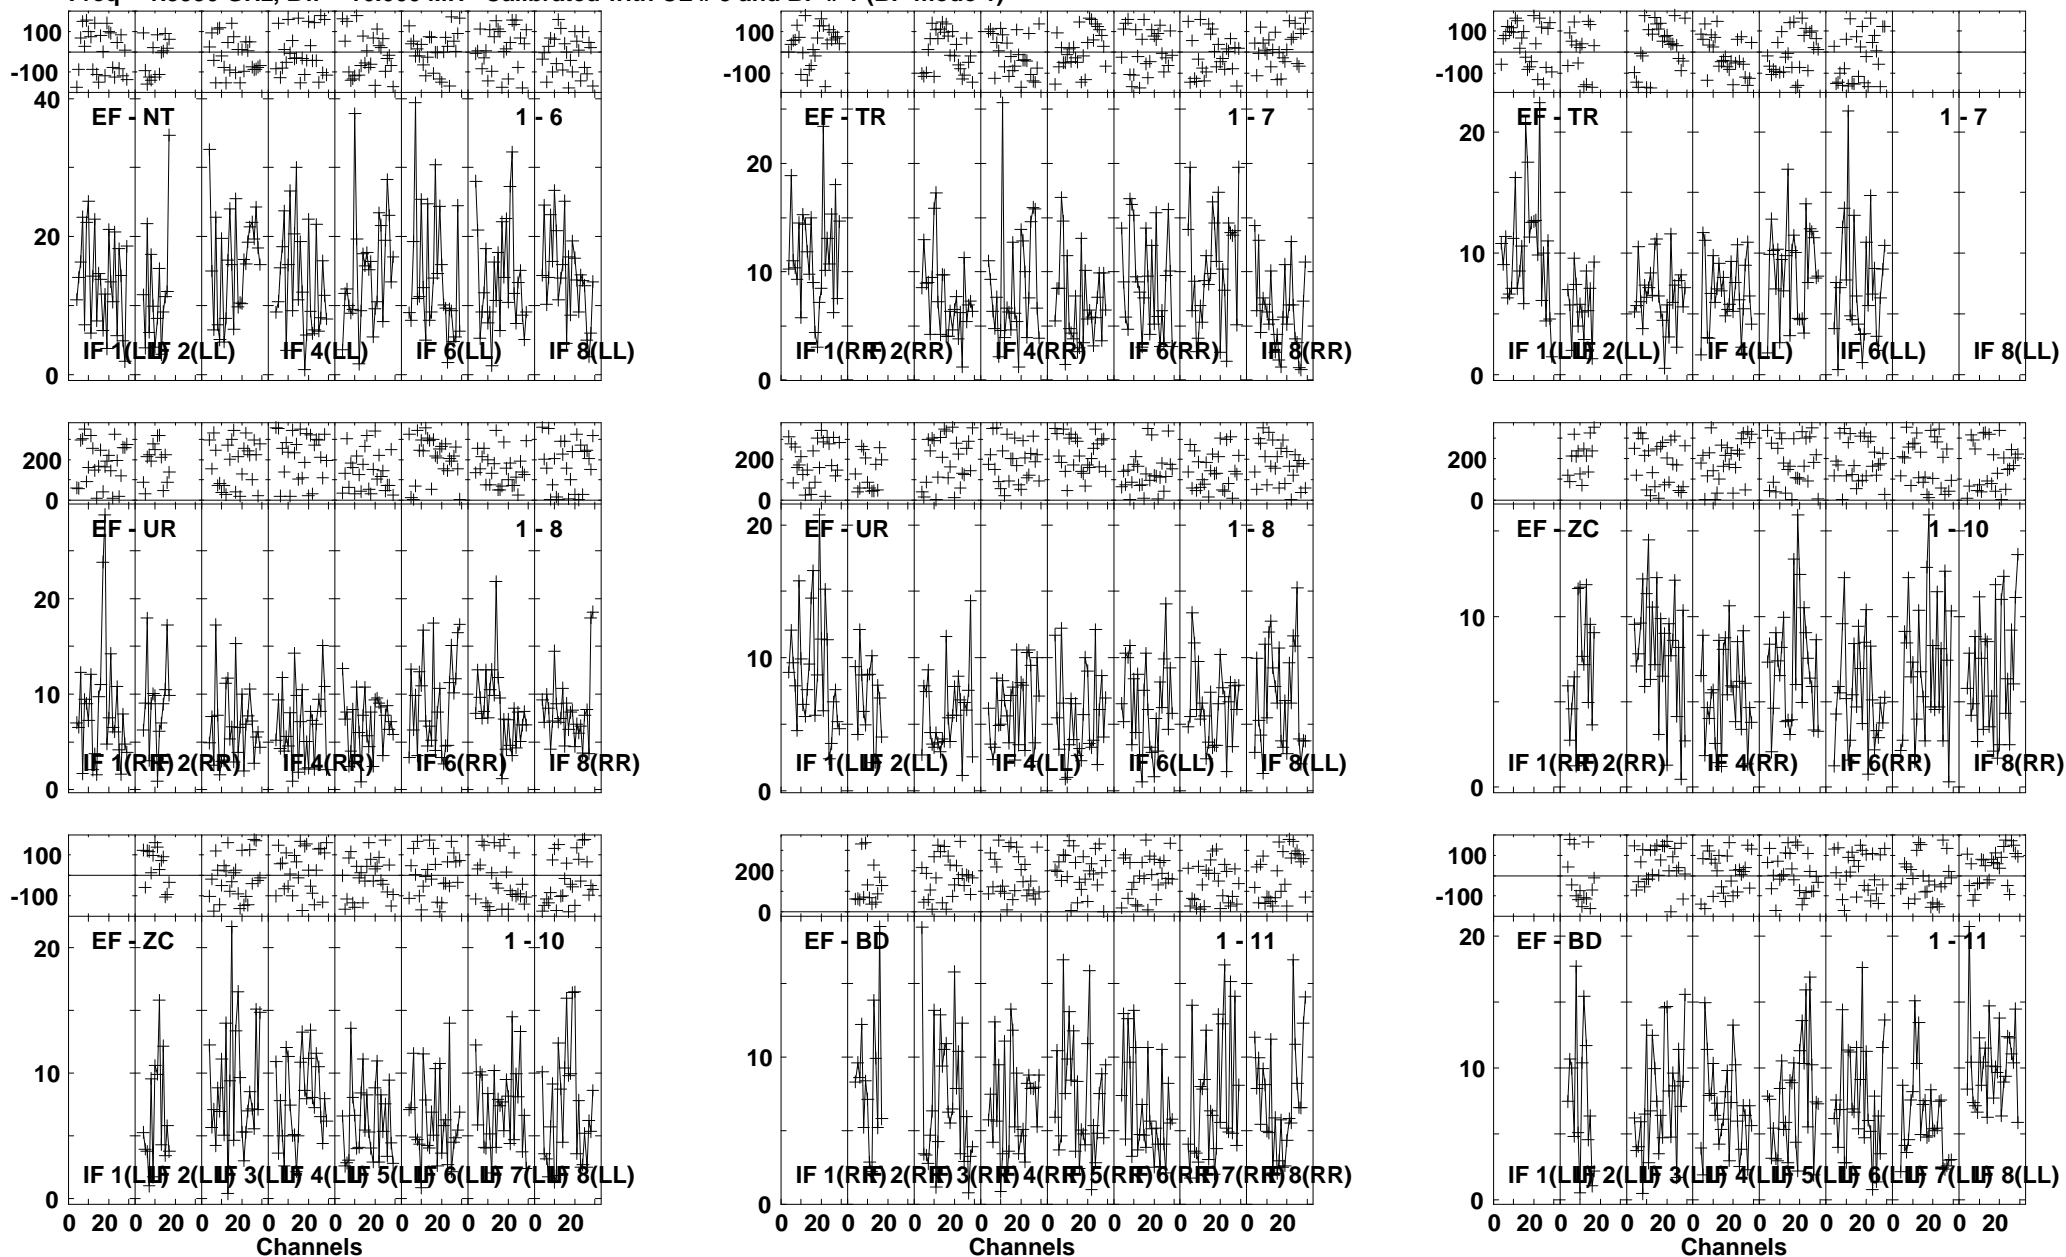 100
-100
40
20
0
EF - NT
1 - 6
IF 1(LL)
IF 2(LL)
IF 4(LL)
IF 6(LL)
IF 8(LL)
100
-100
20
10
0
EF - TR
1 - 7
IF 1(RR)
IF 2(RR)
IF 4(RR)
IF 6(RR)
IF 8(RR)
100
-100
20
10
0
EF - TR
1 - 7
IF 1(LL)
IF 2(LL)
IF 4(LL)
IF 6(LL)
IF 8(LL)
200
0
20
10
0
EF - UR
1 - 8
IF 1(RR)
IF 2(RR)
IF 4(RR)
IF 6(RR)
IF 8(RR)
200
0
20
10
0
EF - UR
1 - 8
IF 1(LL)
IF 2(LL)
IF 4(LL)
IF 6(LL)
IF 8(LL)
200
0
10
0
EF - ZC
1 - 10
IF 1(RR)
IF 2(RR)
IF 4(RR)
IF 6(RR)
IF 8(RR)
100
-100
20
10
0
EF - ZC
1 - 10
IF 1(LL)
IF 2(LL)
IF 3(LL)
IF 4(LL)
IF 5(LL)
IF 6(LL)
IF 7(LL)
IF 8(LL)
0 20 0 20 0 20 0 20 0 20 0 20 0 20 0 20
Channels
200
0
10
0
EF - BD
1 - 11
IF 1(RR)
IF 2(RR)
IF 3(RR)
IF 4(RR)
IF 5(RR)
IF 6(RR)
IF 7(RR)
IF 8(RR)
0 20 0 20 0 20 0 20 0 20 0 20 0 20 0 20
100
-100
20
10
0
EF - BD
1 - 11
IF 1(LL)
IF 2(LL)
IF 3(LL)
IF 4(LL)
IF 5(LL)
IF 6(LL)
IF 7(LL)
IF 8(LL)
0 20 0 20 0 20 0 20 0 20 0 20 0 20 0 20
Channels